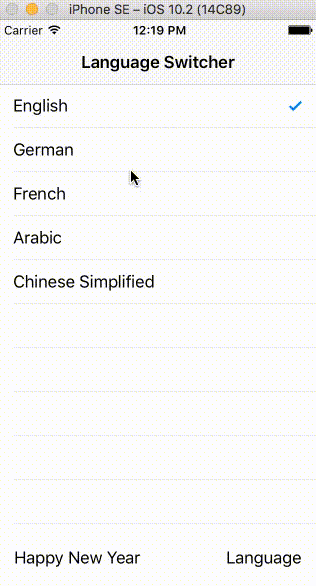 iPhone SE – iOS 10.2 (14C89)
Carrier 12:19 PM
Language Switcher
English
German
French
Arabic
Chinese Simplified
Happy New Year Language